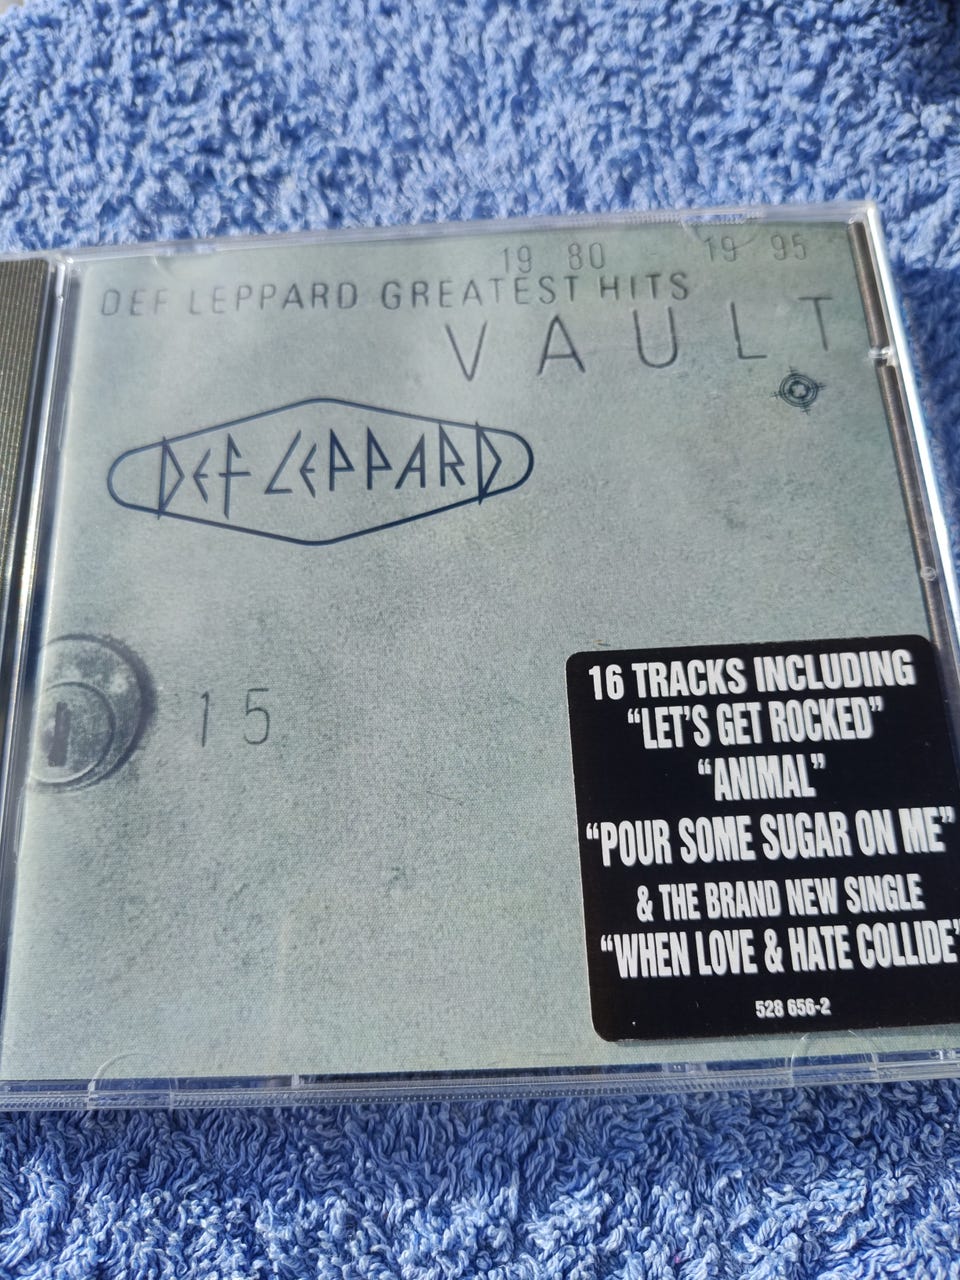 19 80 - 19 95
DEF LEPPARD GREATEST HITS
VAULT
DEF LEPPARD
15
16 TRACKS INCLUDING
“LET'S GET ROCKED”
“ANIMAL”
“POUR SOME SUGAR ON ME”
& THE BRAND NEW SINGLE
“WHEN LOVE & HATE COLLIDE”
528 656-2